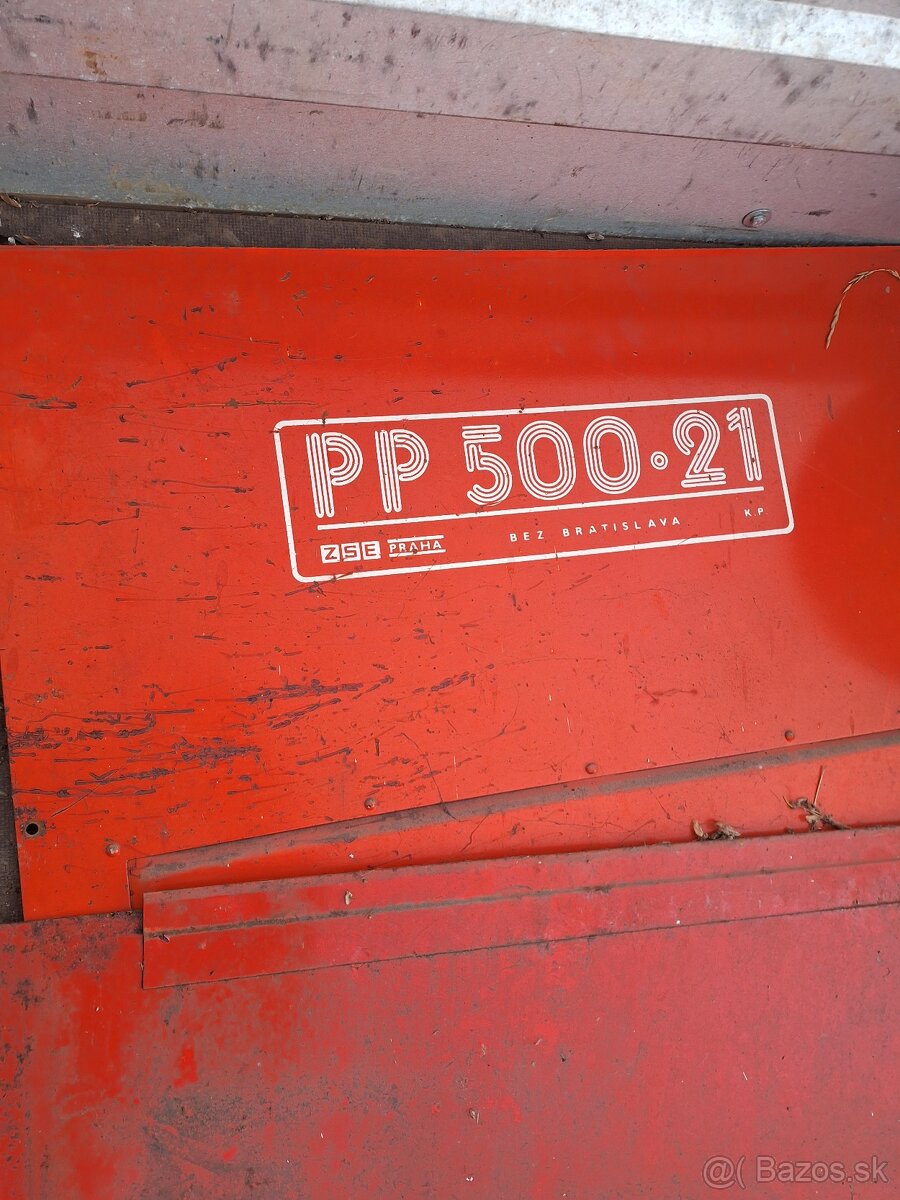 PP 500·21
ZSE PRAHA BEZ BRATISLAVA K.P
@( Bazos.sk